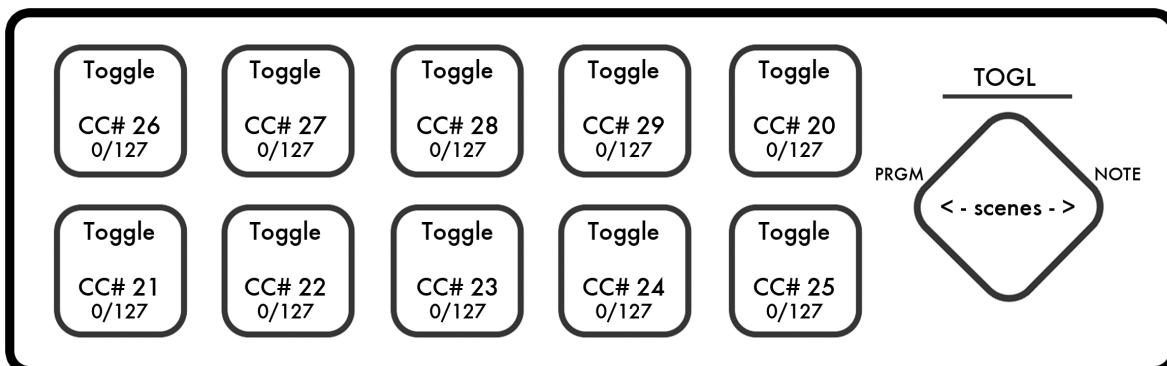 Toggle Toggle Toggle Toggle Toggle
CC# 26 CC# 27 CC# 28 CC# 29 CC# 20
0/127 0/127 0/127 0/127 0/127
Toggle Toggle Toggle Toggle Toggle
CC# 21 CC# 22 CC# 23 CC# 24 CC# 25
0/127 0/127 0/127 0/127 0/127
TOGL
PRGM NOTE
< - scenes - >